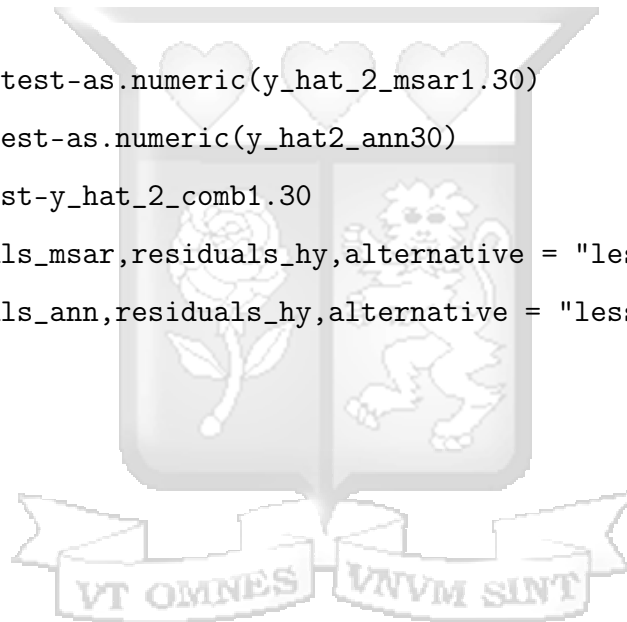 test-as.numeric(y_hat_2_msar1.30)
est-as.numeric(y_hat2_ann30)
st-y_hat_2_comb1.30
ls_msar,residuals_hy,alternative = "les
ls_ann,residuals_hy,alternative = "less
VT OMNES VNVM SINT